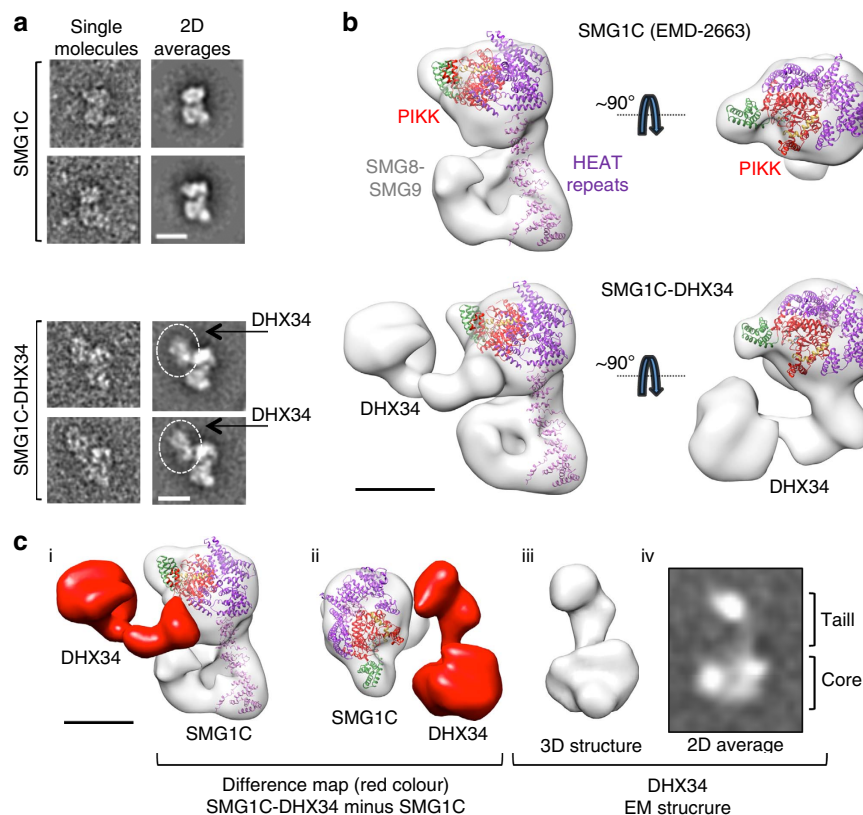 a
Single
molecules
2D
averages
SMG1C
SMG1C-DHX34
DHX34
DHX34
b
SMG1C (EMD-2663)
PIKK
~90°
SMG8-
SMG9
HEAT
repeats
PIKK
SMG1C-DHX34
~90°
DHX34
DHX34
c
i
ii
iii
iv
DHX34
SMG1C
SMG1C
DHX34
3D structure
2D average
Taill
Core
Difference map (red colour)
SMG1C-DHX34 minus SMG1C
DHX34
EM strucrure